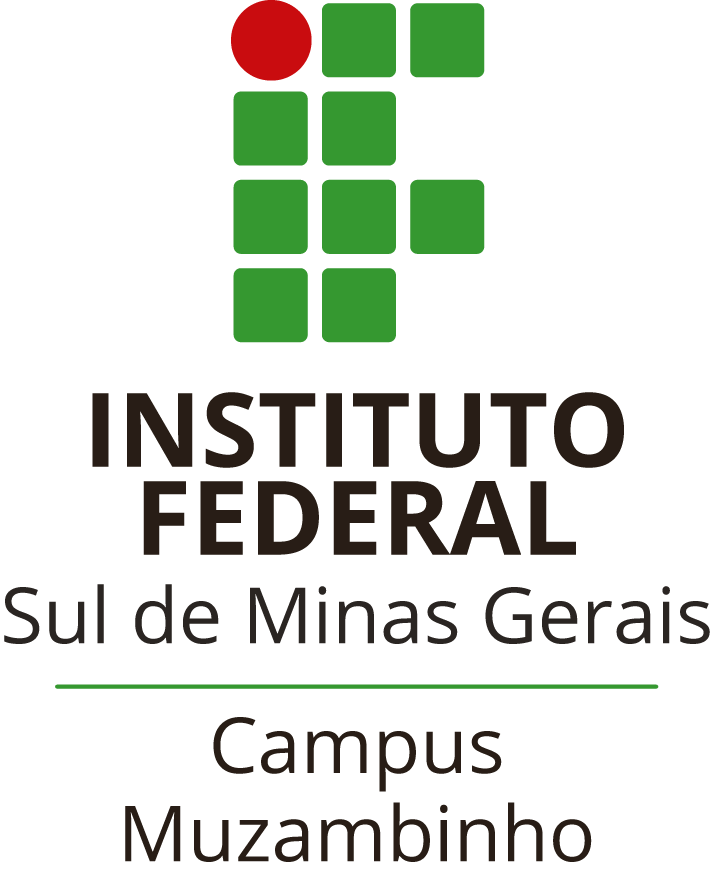 INSTITUTO
FEDERAL
Sul de Minas Gerais
Campus
Muzambinho